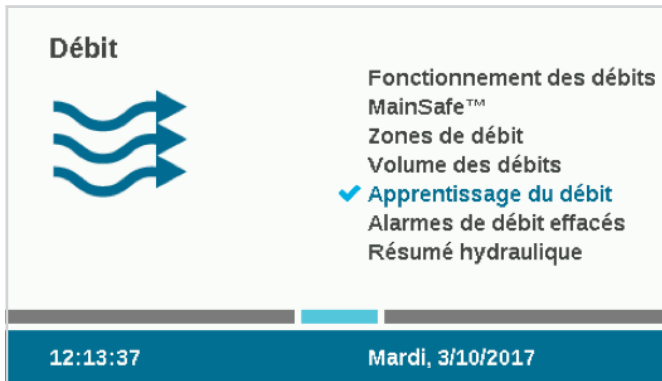 Débit
Fonctionnement des débits
MainSafe™
Zones de débit
Volume des débits
Apprentissage du débit
Alarmes de débit effacés
Résumé hydraulique
12:13:37
Mardi, 3/10/2017